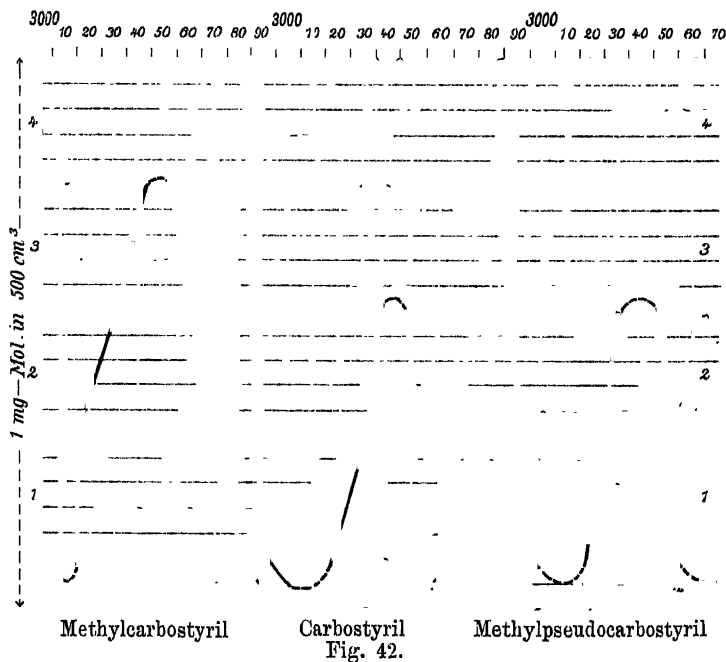 3000 3000 3000
10 20 30 40 50 60 70 80 90 11 20 30 40 50 60 70 80 90 10 20 30 40 50 60 70
4 4
3 3
2 2
1 1
1 mg—Mol. in 500 cm³
Methylcarbostyril Carbostyril Methylpseudocarbostyril
Fig. 42.